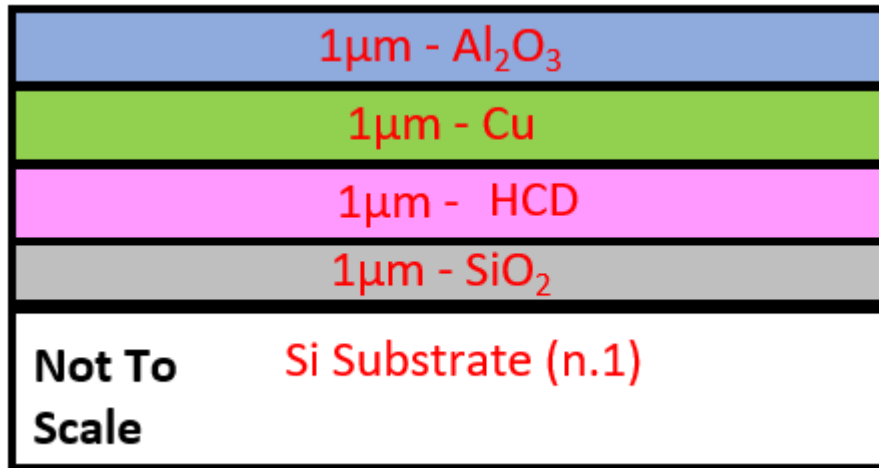 1µm - Al₂O₃
1µm - Cu
1µm - HCD
1µm - SiO₂
Not To Scale
Si Substrate (n.1)